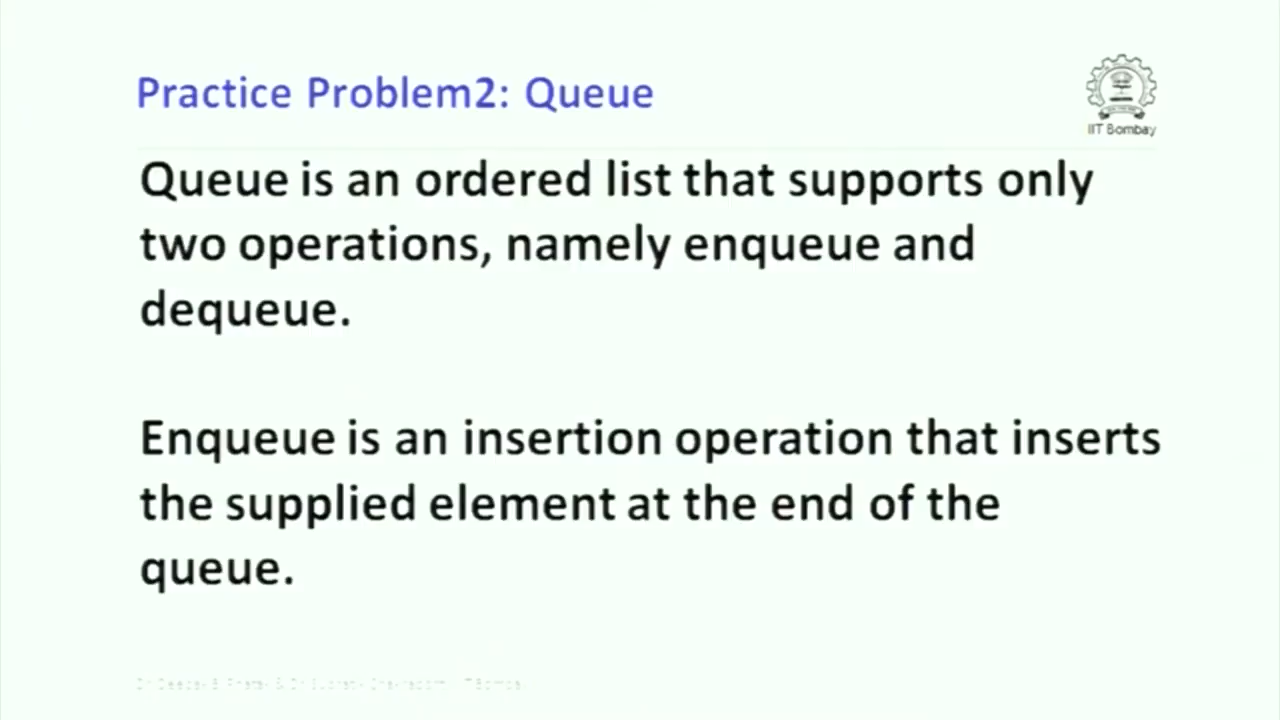 Practice Problem2: Queue
IIT Bombay
Queue is an ordered list that supports only
two operations, namely enqueue and
dequeue.
Enqueue is an insertion operation that inserts
the supplied element at the end of the
queue.